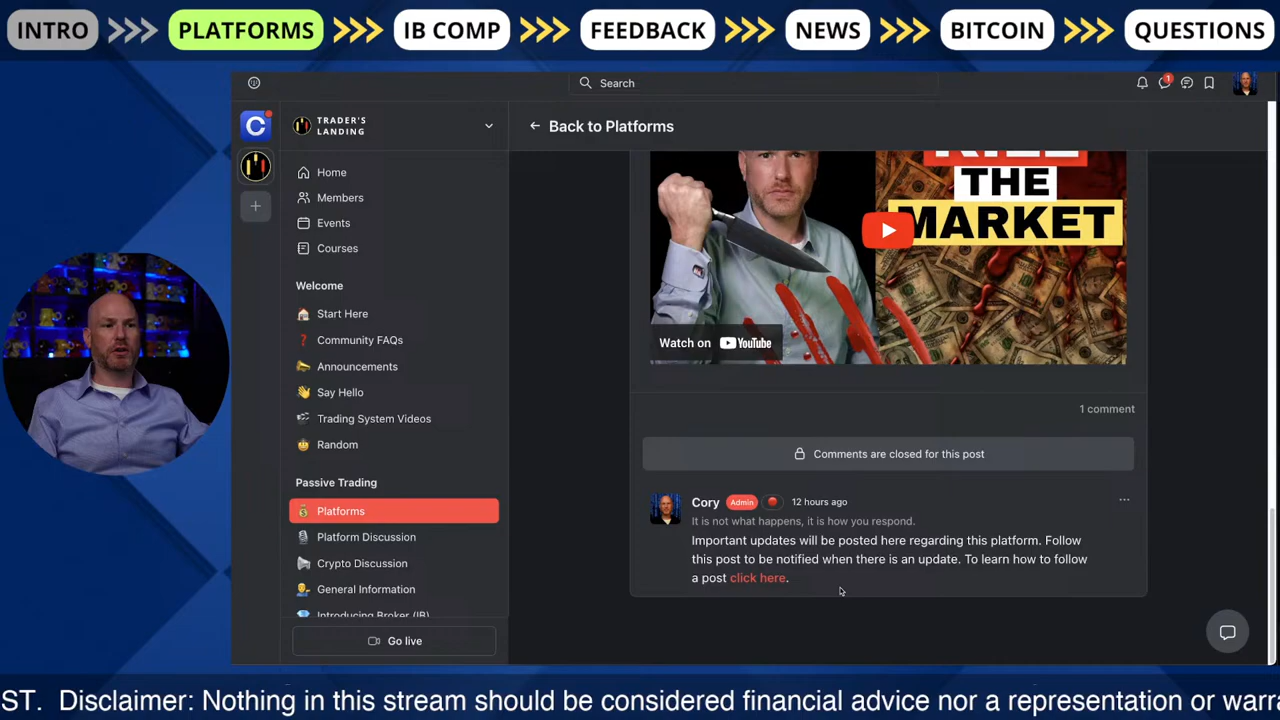 INTRO
PLATFORMS
IB COMP
FEEDBACK
NEWS
BITCOIN
QUESTIONS
Search
1
C
TRADER'S
LANDING
Back to Platforms
Home
Members
Events
Courses
Welcome
Start Here
Community FAQs
Announcements
Say Hello
Trading System Videos
Random
Passive Trading
Platforms
Platform Discussion
Crypto Discussion
General Information
Introducing Broker (IB)
Go live
KILL
THE
MARKET
Watch on YouTube
1 comment
Comments are closed for this post
Cory Admin 12 hours ago
It is not what happens, it is how you respond.
Important updates will be posted here regarding this platform. Follow
this post to be notified when there is an update. To learn how to follow
a post click here.
ST. Disclaimer: Nothing in this stream should be considered financial advice nor a representation or warra